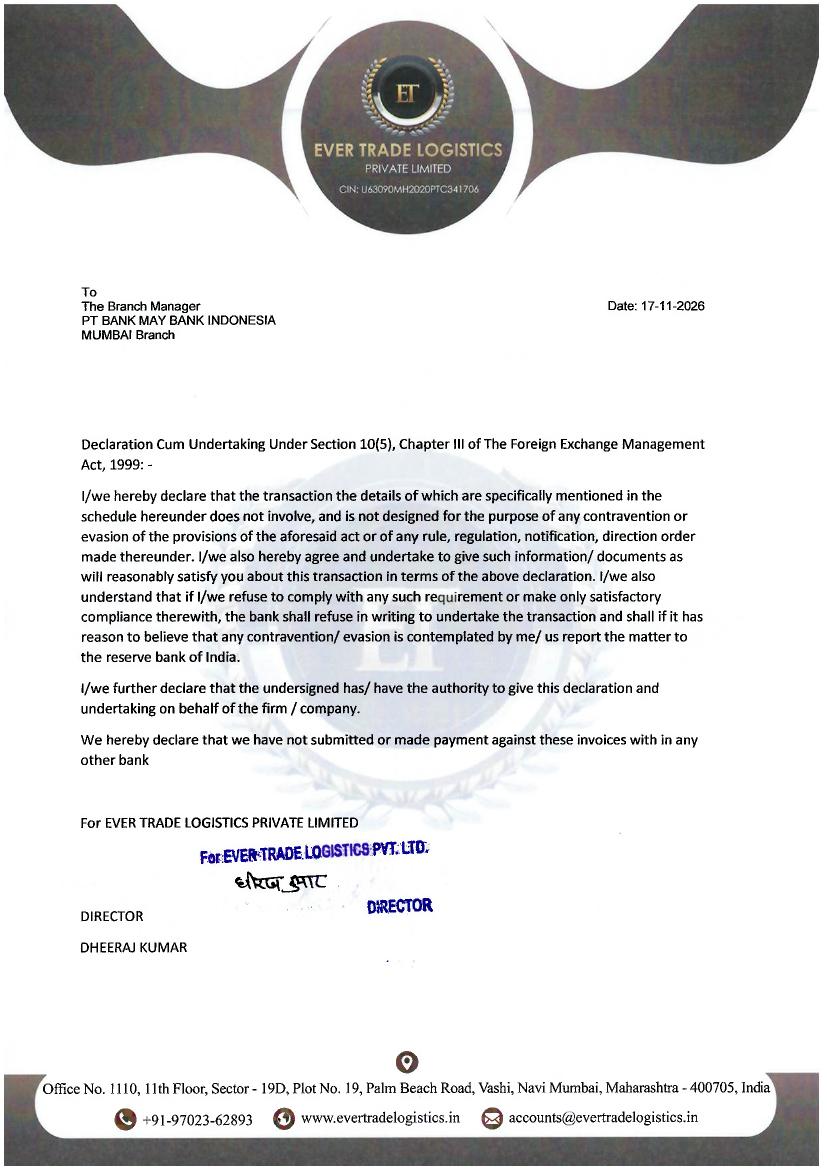 ET
EVER TRADE LOGISTICS
PRIVATE LIMITED
CIN: U63090MH2020PTC341706
To
The Branch Manager
Date: 17-11-2026
PT BANK MAY BANK INDONESIA
MUMBAI Branch
Declaration Cum Undertaking Under Section 10(5), Chapter III of The Foreign Exchange Management
Act, 1999: -
I/we hereby declare that the transaction the details of which are specifically mentioned in the
schedule hereunder does not involve, and is not designed for the purpose of any contravention or
evasion of the provisions of the aforesaid act or of any rule, regulation, notification, direction order
made thereunder. I/we also hereby agree and undertake to give such information/ documents as
will reasonably satisfy you about this transaction in terms of the above declaration. I/we also
understand that if I/we refuse to comply with any such requirement or make only satisfactory
compliance therewith, the bank shall refuse in writing to undertake the transaction and shall if it has
reason to believe that any contravention/ evasion is contemplated by me/ us report the matter to
the reserve bank of India.
I/we further declare that the undersigned has/ have the authority to give this declaration and
undertaking on behalf of the firm / company.
We hereby declare that we have not submitted or made payment against these invoices with in any
other bank
For EVER TRADE LOGISTICS PRIVATE LIMITED
For EVER TRADE LOGISTICS PVT. LTD.
धीरज कुमार
DIRECTOR
DIRECTOR
DHEERAJ KUMAR
Office No. 1110, 11th Floor, Sector - 19D, Plot No. 19, Palm Beach Road, Vashi, Navi Mumbai, Maharashtra - 400705, India
+91-97023-62893 www.evertradelogistics.in accounts@evertradelogistics.in